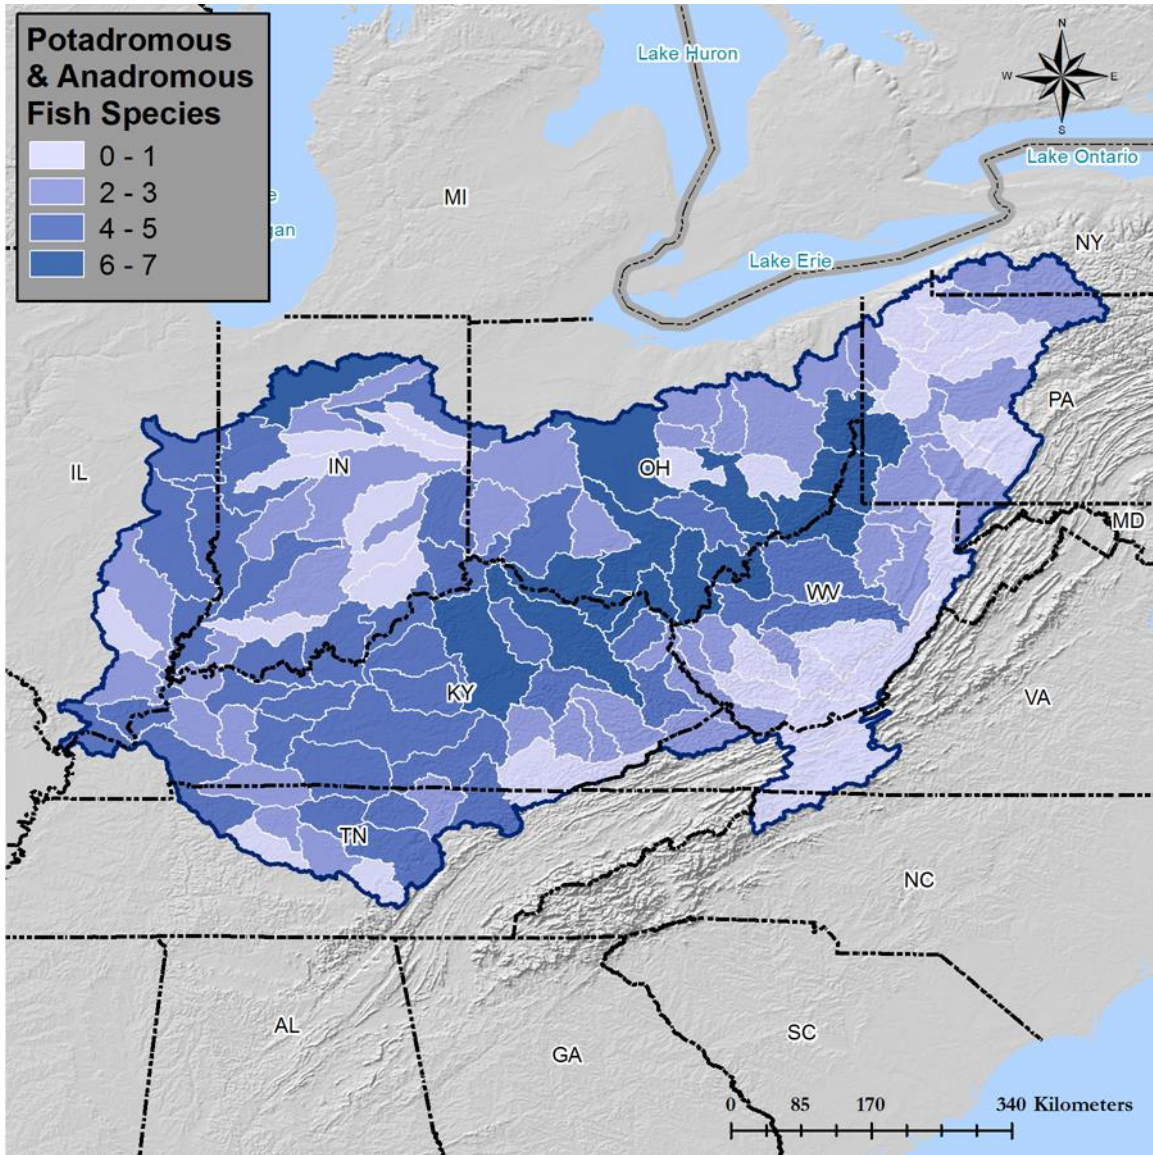 Potadromous
& Anadromous
Fish Species
0 - 1
2 - 3
4 - 5
6 - 7
e
gan
Lake Huron
N
W E
S
Lake Ontario
MI
Lake Erie
NY
PA
IL
IN
OH
MD
WV
VA
KY
TN
NC
AL
GA
SC
0 85 170 340 Kilometers